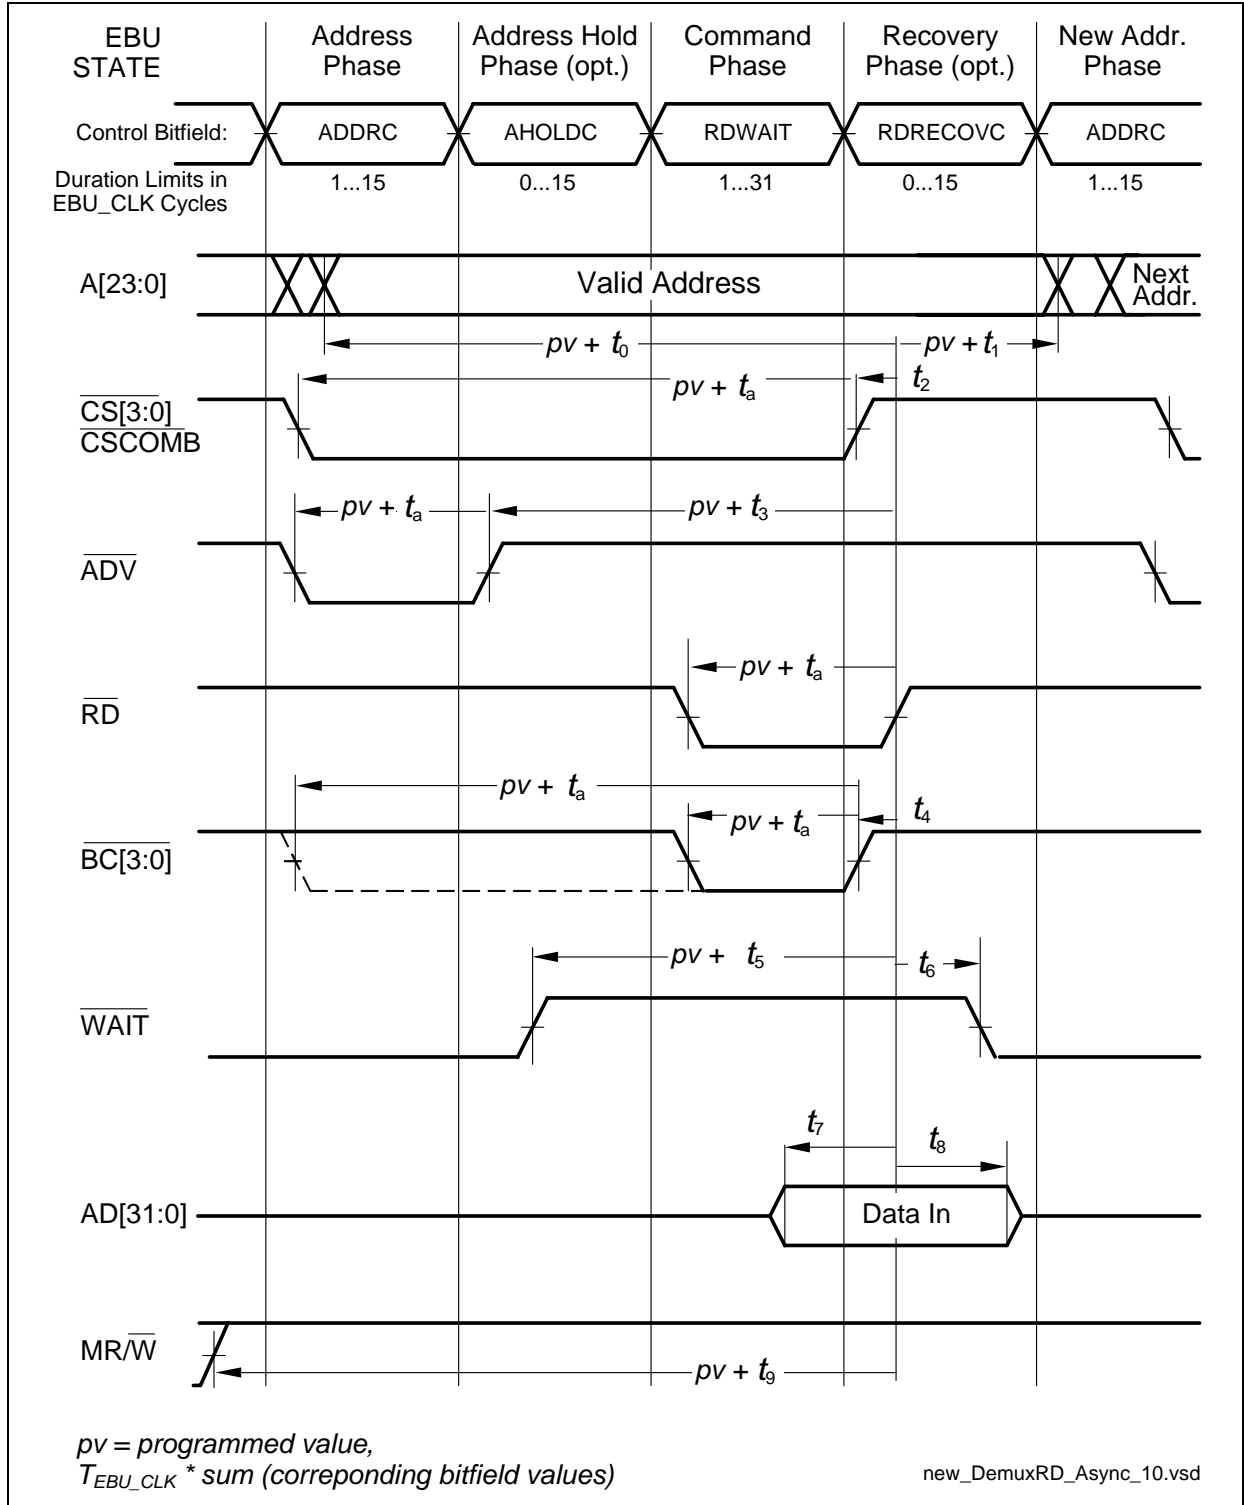 EBU STATE
Address Phase
Address Hold Phase (opt.)
Command Phase
Recovery Phase (opt.)
New Addr. Phase
Control Bitfield:
ADDRC
AHOLDC
RDWAIT
RDRECOVC
ADDRC
Duration Limits in EBU_CLK Cycles
1...15
0...15
1...31
0...15
1...15
A[23:0]
Valid Address
Next Addr.
pv + t0
pv + t1
pv + ta
t2
CS[3:0]
CSCOMB
pv + ta
pv + t3
ADV
pv + ta
RD
pv + ta
pv + ta
t4
BC[3:0]
pv + t5
t6
WAIT
t7
t8
AD[31:0]
Data In
MR/W
pv + t9
pv = programmed value,
TEBU_CLK * sum (correponding bitfield values)
new_DemuxRD_Async_10.vsd